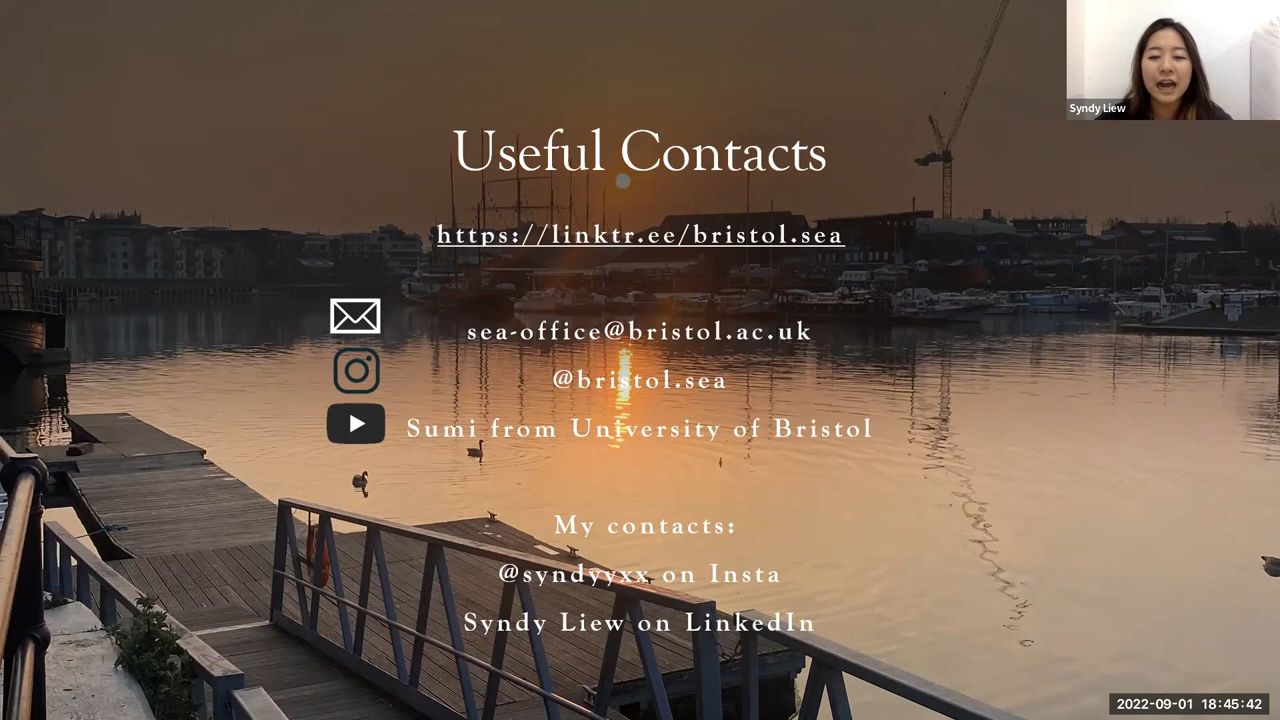 Useful Contacts
https://linktr.ee/bristol.sea
sea-office@bristol.ac.uk
@bristol.sea
Sumi from University of Bristol
My contacts:
@syndyyxx on Insta
Syndy Liew on LinkedIn
Syndy Liew
2022-09-01 18:45:42